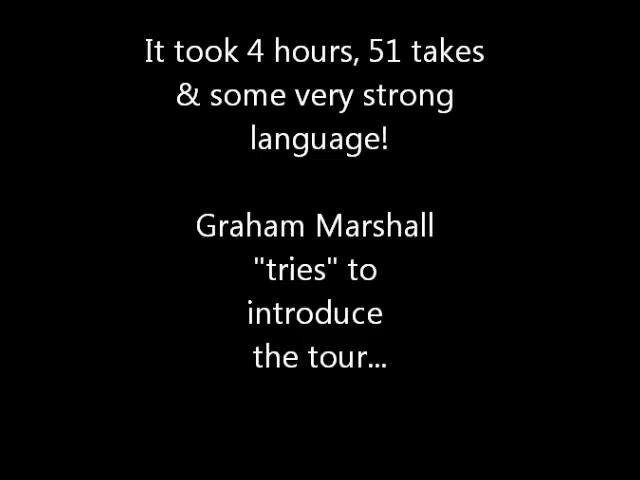 It took 4 hours, 51 takes
& some very strong
language!
Graham Marshall
"tries" to
introduce
the tour...